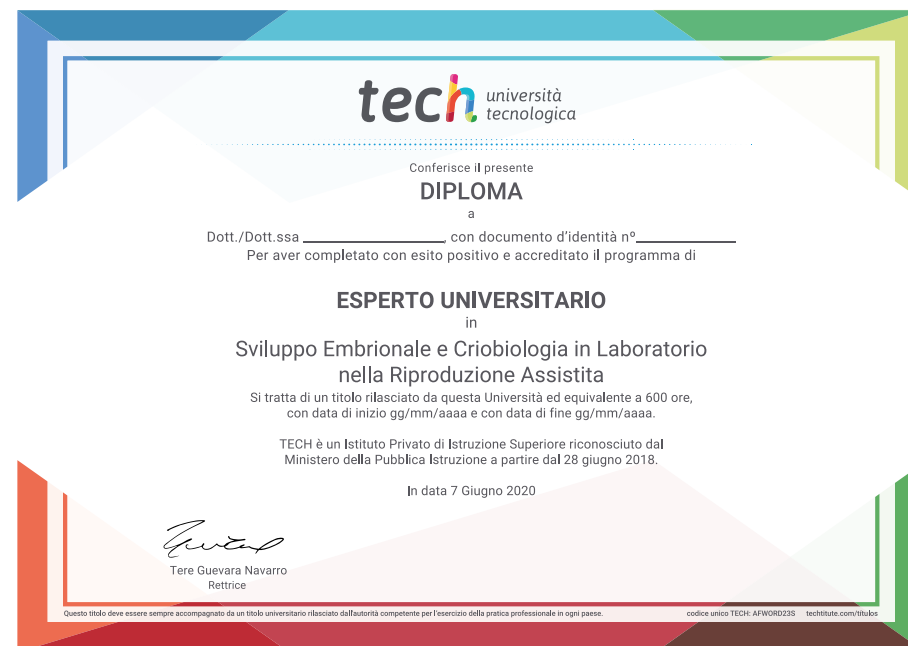 tech università
tecnologica
Conferisce il presente
DIPLOMA
a
Dott./Dott.ssa ______________, con documento d'identità nº__________
Per aver completato con esito positivo e accreditato il programma di
ESPERTO UNIVERSITARIO
in
Sviluppo Embrionale e Criobiologia in Laboratorio
nella Riproduzione Assistita
Si tratta di un titolo rilasciato da questa Università ed equivalente a 600 ore,
con data di inizio gg/mm/aaaa e con data di fine gg/mm/aaaa.
TECH è un Istituto Privato di Istruzione Superiore riconosciuto dal
Ministero della Pubblica Istruzione a partire dal 28 giugno 2018.
In data 7 Giugno 2020
Tere Guevara Navarro
Rettrice
Questo titolo deve essere sempre accompagnato da un titolo universitario rilasciato dall'autorità competente per l'esercizio della pratica professionale in ogni paese. codice unico TECH: AFWORD23S techtitute.com/títulos